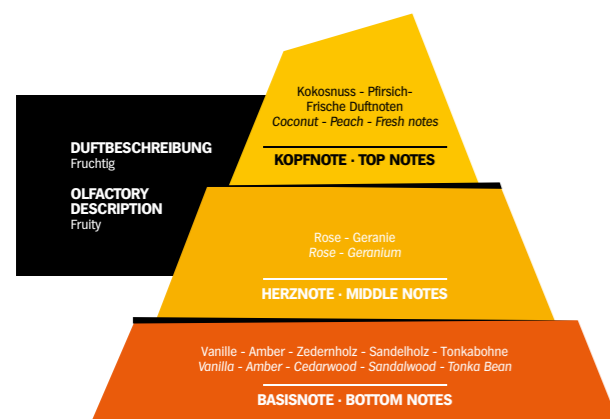 Kokosnuss - Pfirsich-
Frische Duftnoten
Coconut - Peach - Fresh notes
KOPFNOTE · TOP NOTES
DUFTBESCHREIBUNG
Fruchtig
OLFACTORY
DESCRIPTION
Fruity
Rose - Geranie
Rose - Geranium
HERZNOTE · MIDDLE NOTES
Vanille - Amber - Zedernholz - Sandelholz - Tonkabohne
Vanilla - Amber - Cedarwood - Sandalwood - Tonka Bean
BASISNOTE · BOTTOM NOTES